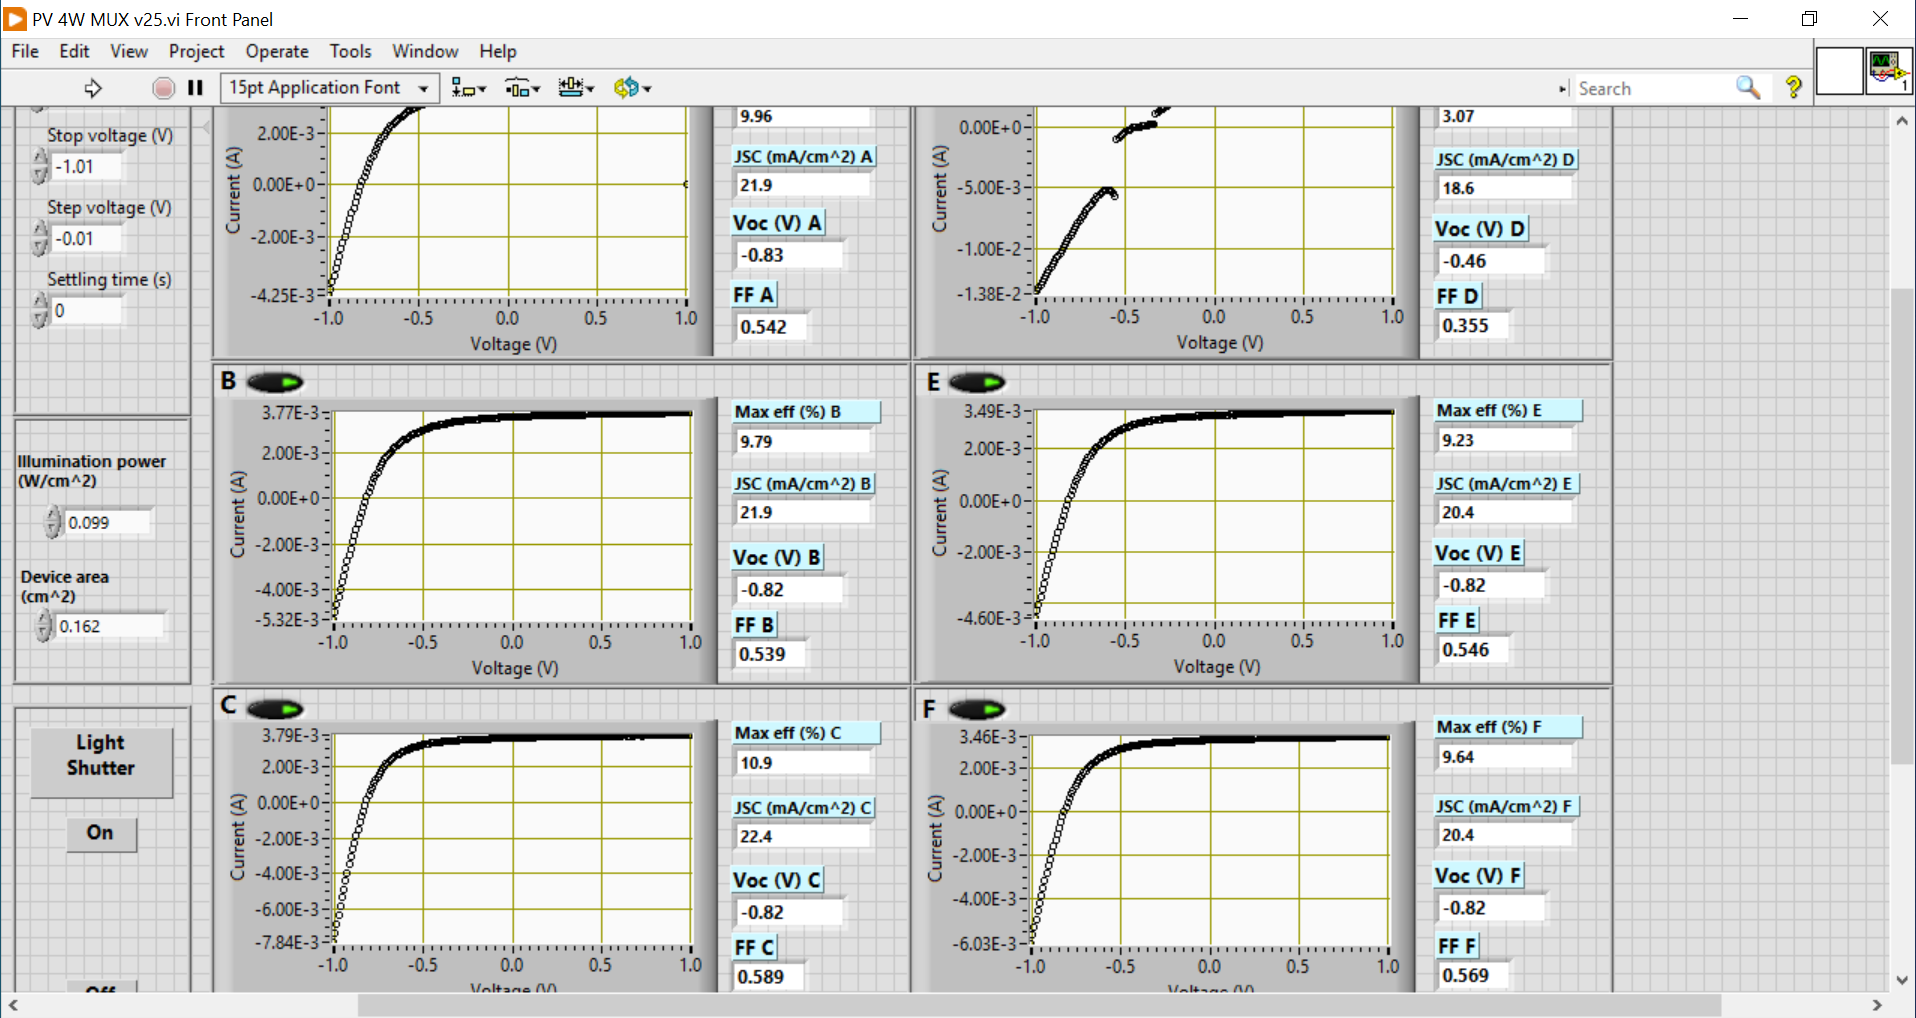 PV 4W MUX v25.vi Front Panel
File Edit View Project Operate Tools Window Help
15pt Application Font
Search
1
Stop voltage (V)
-1.01
Step voltage (V)
-0.01
Settling time (s)
0
Illumination power
(W/cm^2)
0.099
Device area
(cm^2)
0.162
Light
Shutter
On
Off
Current (A)
2.00E-3
0.00E+0
-2.00E-3
-4.25E-3
-1.0 -0.5 0.0 0.5 1.0
Voltage (V)
9.96
JSC (mA/cm^2) A
21.9
Voc (V) A
-0.83
FF A
0.542
Current (A)
0.00E+0
-5.00E-3
-1.00E-2
-1.38E-2
-1.0 -0.5 0.0 0.5 1.0
Voltage (V)
3.07
JSC (mA/cm^2) D
18.6
Voc (V) D
-0.46
FF D
0.355
B
Current (A)
3.77E-3
2.00E-3
0.00E+0
-2.00E-3
-4.00E-3
-5.32E-3
-1.0 -0.5 0.0 0.5 1.0
Voltage (V)
Max eff (%) B
9.79
JSC (mA/cm^2) B
21.9
Voc (V) B
-0.82
FF B
0.539
E
Current (A)
3.49E-3
2.00E-3
0.00E+0
-2.00E-3
-4.60E-3
-1.0 -0.5 0.0 0.5 1.0
Voltage (V)
Max eff (%) E
9.23
JSC (mA/cm^2) E
20.4
Voc (V) E
-0.82
FF E
0.546
C
Current (A)
3.79E-3
2.00E-3
0.00E+0
-2.00E-3
-4.00E-3
-6.00E-3
-7.84E-3
-1.0 -0.5 0.0 0.5 1.0
Voltage (V)
Max eff (%) C
10.9
JSC (mA/cm^2) C
22.4
Voc (V) C
-0.82
FF C
0.589
F
Current (A)
3.46E-3
2.00E-3
0.00E+0
-2.00E-3
-4.00E-3
-6.03E-3
-1.0 -0.5 0.0 0.5 1.0
Voltage (V)
Max eff (%) F
9.64
JSC (mA/cm^2) F
20.4
Voc (V) F
-0.82
FF F
0.569